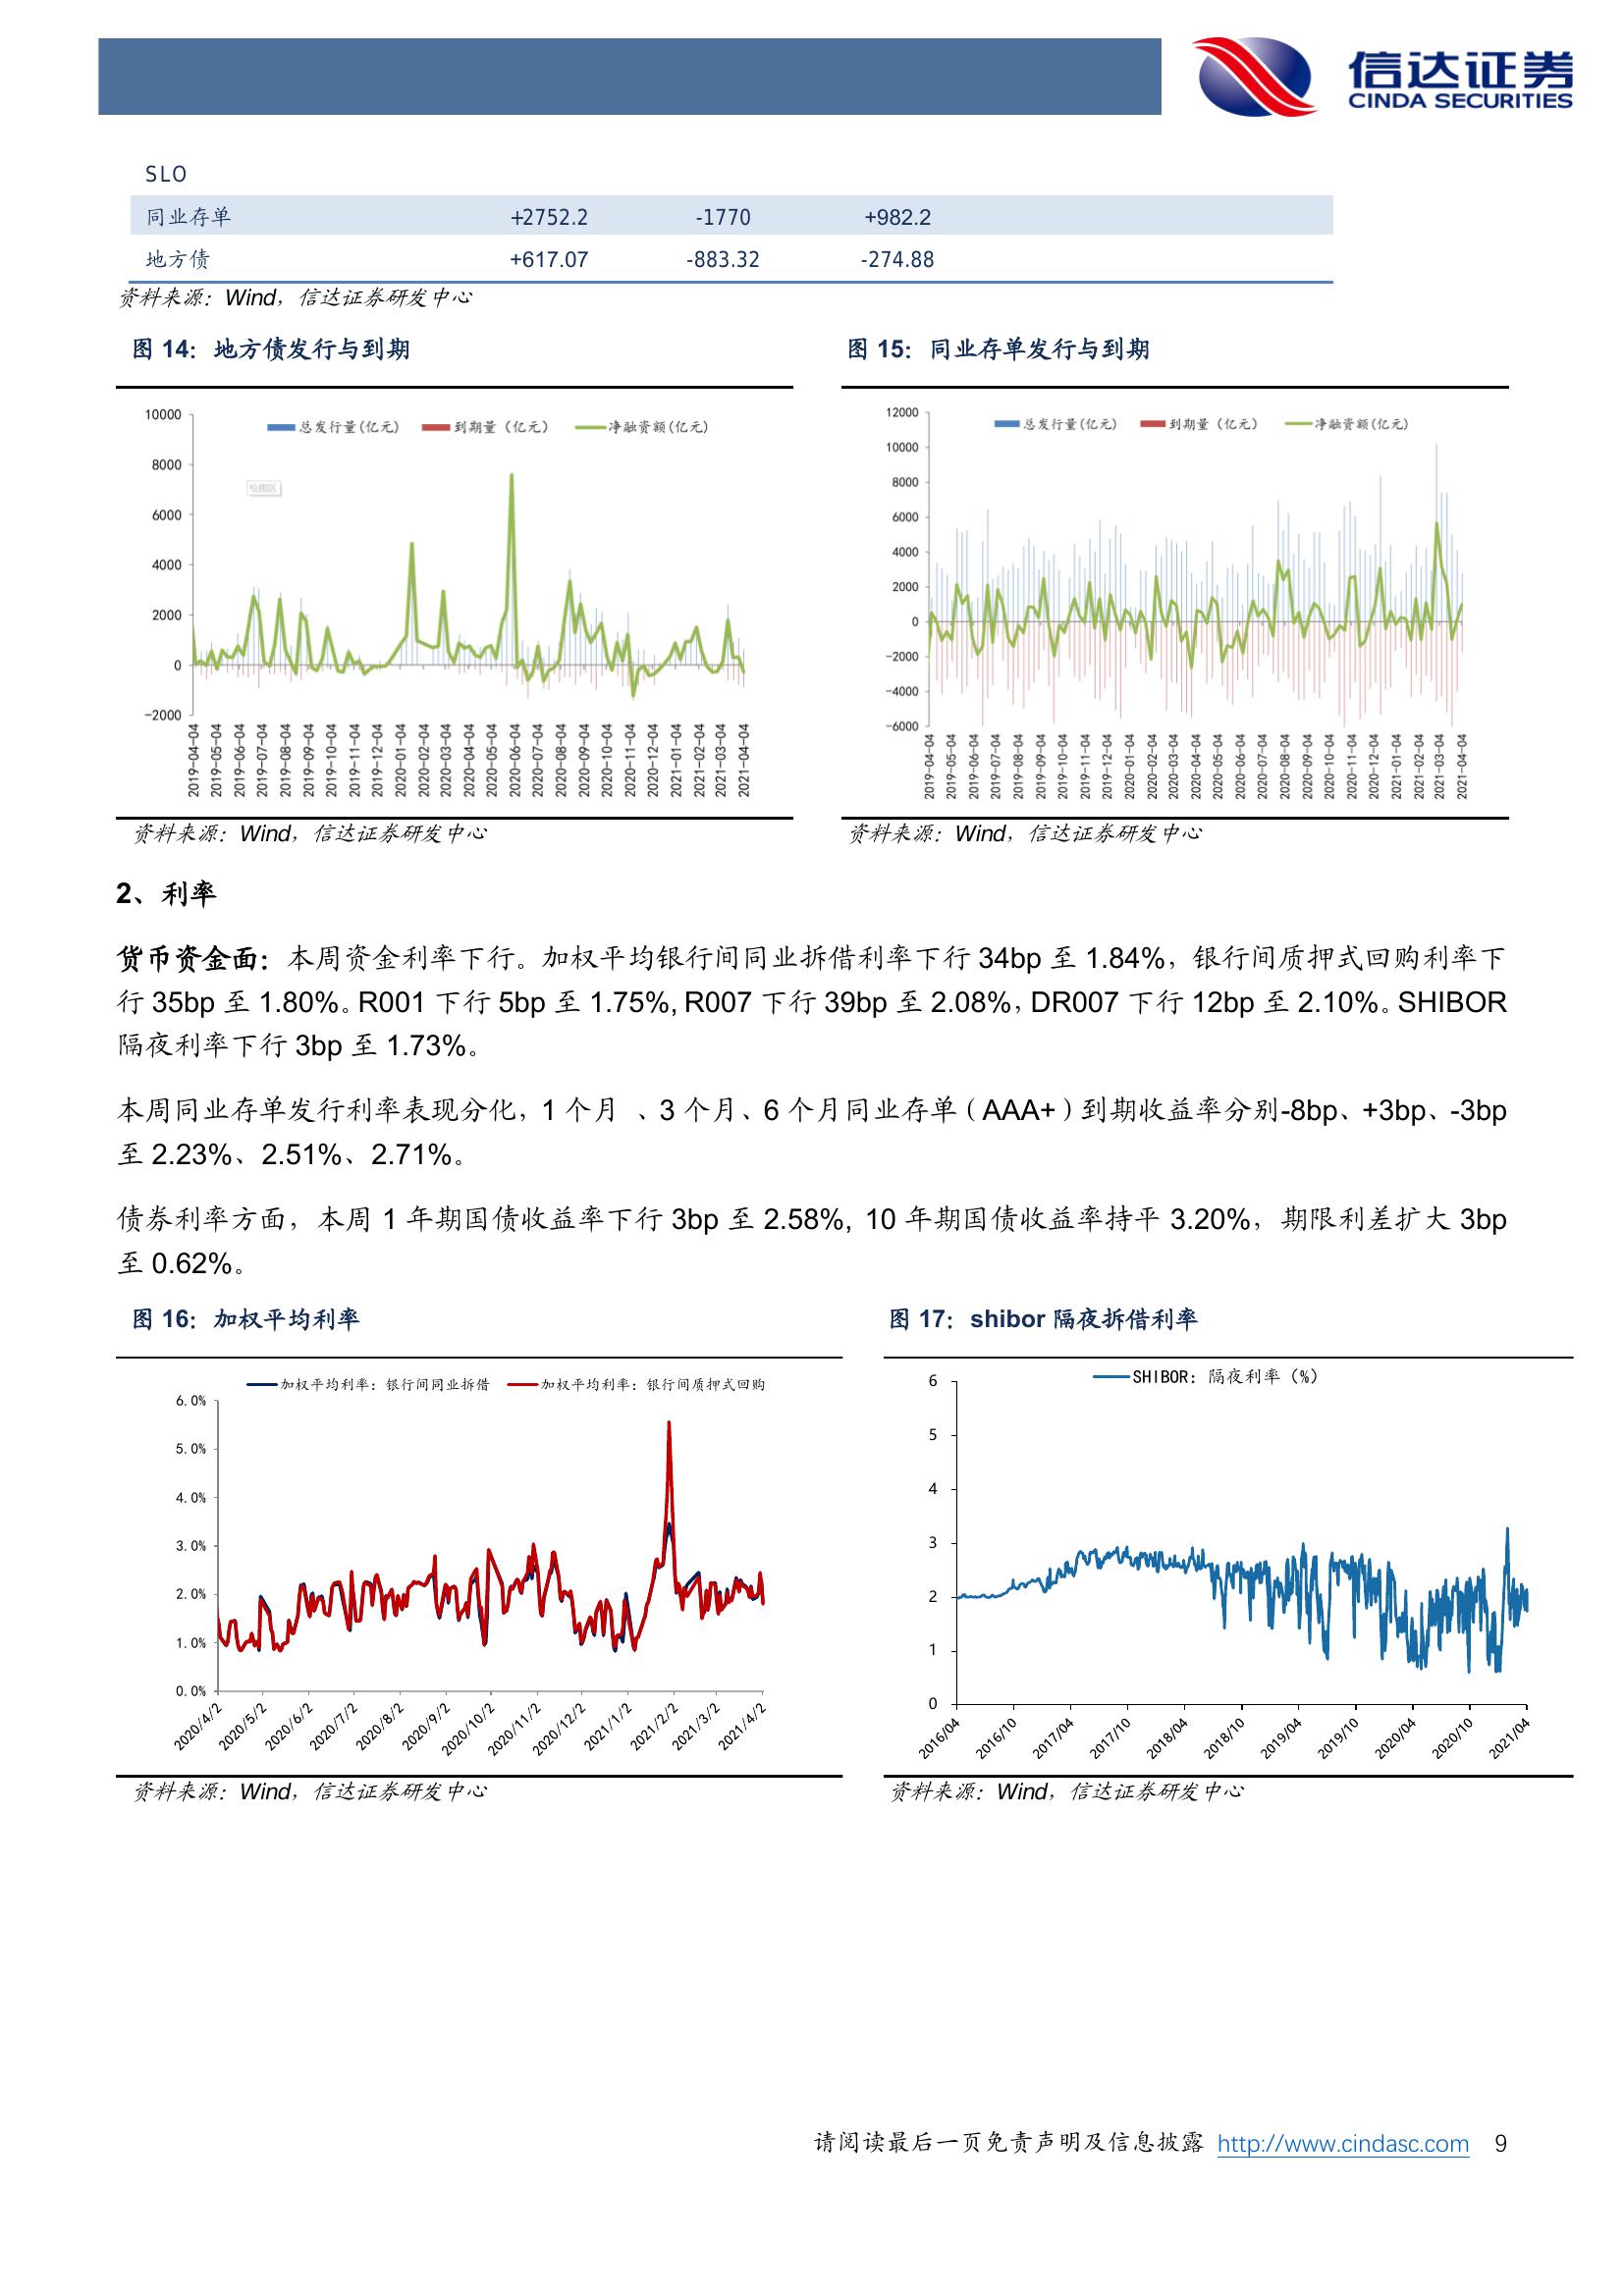 信达证券
CINDA SECURITIES
SLO
同业存单 +2752.2 -1770 +982.2
地方债 +617.07 -883.32 -274.88
资料来源：Wind，信达证券研发中心
图 14：地方债发行与到期
10000
8000
6000
4000
2000
0
-2000
总发行量(亿元) 到期量（亿元） 净融资额(亿元)
绘图区
2019-04-04 2019-05-04 2019-06-04 2019-07-04 2019-08-04 2019-09-04 2019-10-04 2019-11-04 2019-12-04 2020-01-04 2020-02-04 2020-03-04 2020-04-04 2020-05-04 2020-06-04 2020-07-04 2020-08-04 2020-09-04 2020-10-04 2020-11-04 2020-12-04 2021-01-04 2021-02-04 2021-03-04 2021-04-04
资料来源：Wind，信达证券研发中心
图 15：同业存单发行与到期
12000
10000
8000
6000
4000
2000
0
-2000
-4000
-6000
总发行量(亿元) 到期量（亿元） 净融资额(亿元)
2019-04-04 2019-05-04 2019-06-04 2019-07-04 2019-08-04 2019-09-04 2019-10-04 2019-11-04 2019-12-04 2020-01-04 2020-02-04 2020-03-04 2020-04-04 2020-05-04 2020-06-04 2020-07-04 2020-08-04 2020-09-04 2020-10-04 2020-11-04 2020-12-04 2021-01-04 2021-02-04 2021-03-04 2021-04-04
资料来源：Wind，信达证券研发中心
2、利率
货币资金面：本周资金利率下行。加权平均银行间同业拆借利率下行 34bp 至 1.84%，银行间质押式回购利率下
行 35bp 至 1.80%。R001 下行 5bp 至 1.75%, R007 下行 39bp 至 2.08%，DR007 下行 12bp 至 2.10%。SHIBOR
隔夜利率下行 3bp 至 1.73%。
本周同业存单发行利率表现分化，1 个月 、3 个月、6 个月同业存单（AAA+）到期收益率分别-8bp、+3bp、-3bp
至 2.23%、2.51%、2.71%。
债券利率方面，本周 1 年期国债收益率下行 3bp 至 2.58%, 10 年期国债收益率持平 3.20%，期限利差扩大 3bp
至 0.62%。
图 16：加权平均利率
加权平均利率：银行间同业拆借 加权平均利率：银行间质押式回购
6.0%
5.0%
4.0%
3.0%
2.0%
1.0%
0.0%
2020/4/2 2020/5/2 2020/6/2 2020/7/2 2020/8/2 2020/9/2 2020/10/2 2020/11/2 2020/12/2 2021/1/2 2021/2/2 2021/3/2 2021/4/2
资料来源：Wind，信达证券研发中心
图 17：shibor 隔夜拆借利率
SHIBOR：隔夜利率（%）
6
5
4
3
2
1
0
2016/04 2016/10 2017/04 2017/10 2018/04 2018/10 2019/04 2019/10 2020/04 2020/10 2021/04
资料来源：Wind，信达证券研发中心
请阅读最后一页免责声明及信息披露 http://www.cindasc.com 9